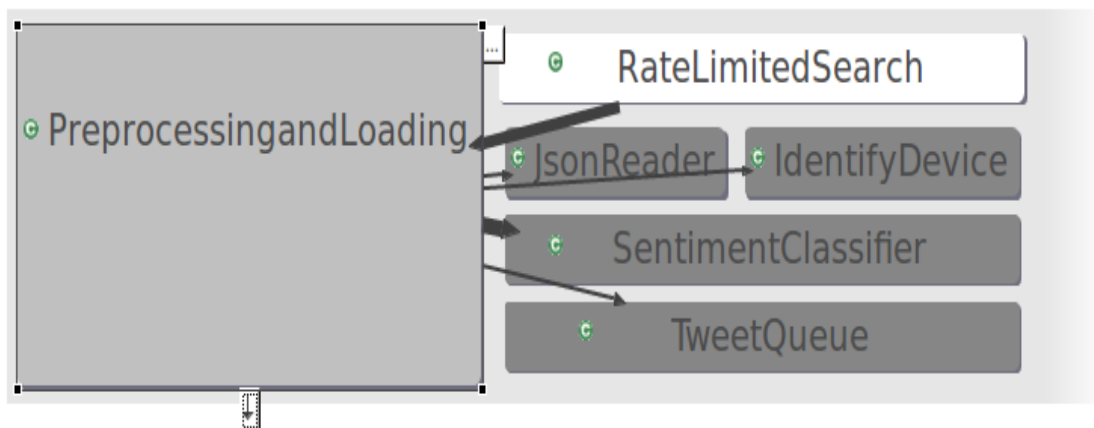 ...
C RateLimitedSearch
C PreprocessingandLoading
C JsonReader
C IdentifyDevice
C SentimentClassifier
C TweetQueue